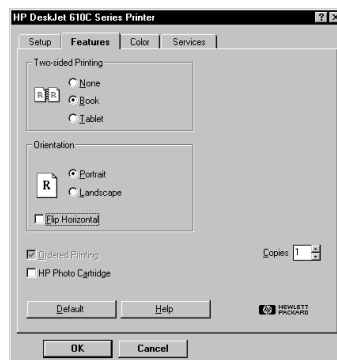 HP DeskJet 610C Series Printer
Setup Features Color Services
Two-sided Printing
None
R R
Book
Tablet
Orientation
Portrait
R
Landscape
Flip Horizontal
Ordered Printing
Copies 1
HP Photo Cartridge
Default Help
hp HEWLETT
PACKARD
OK Cancel